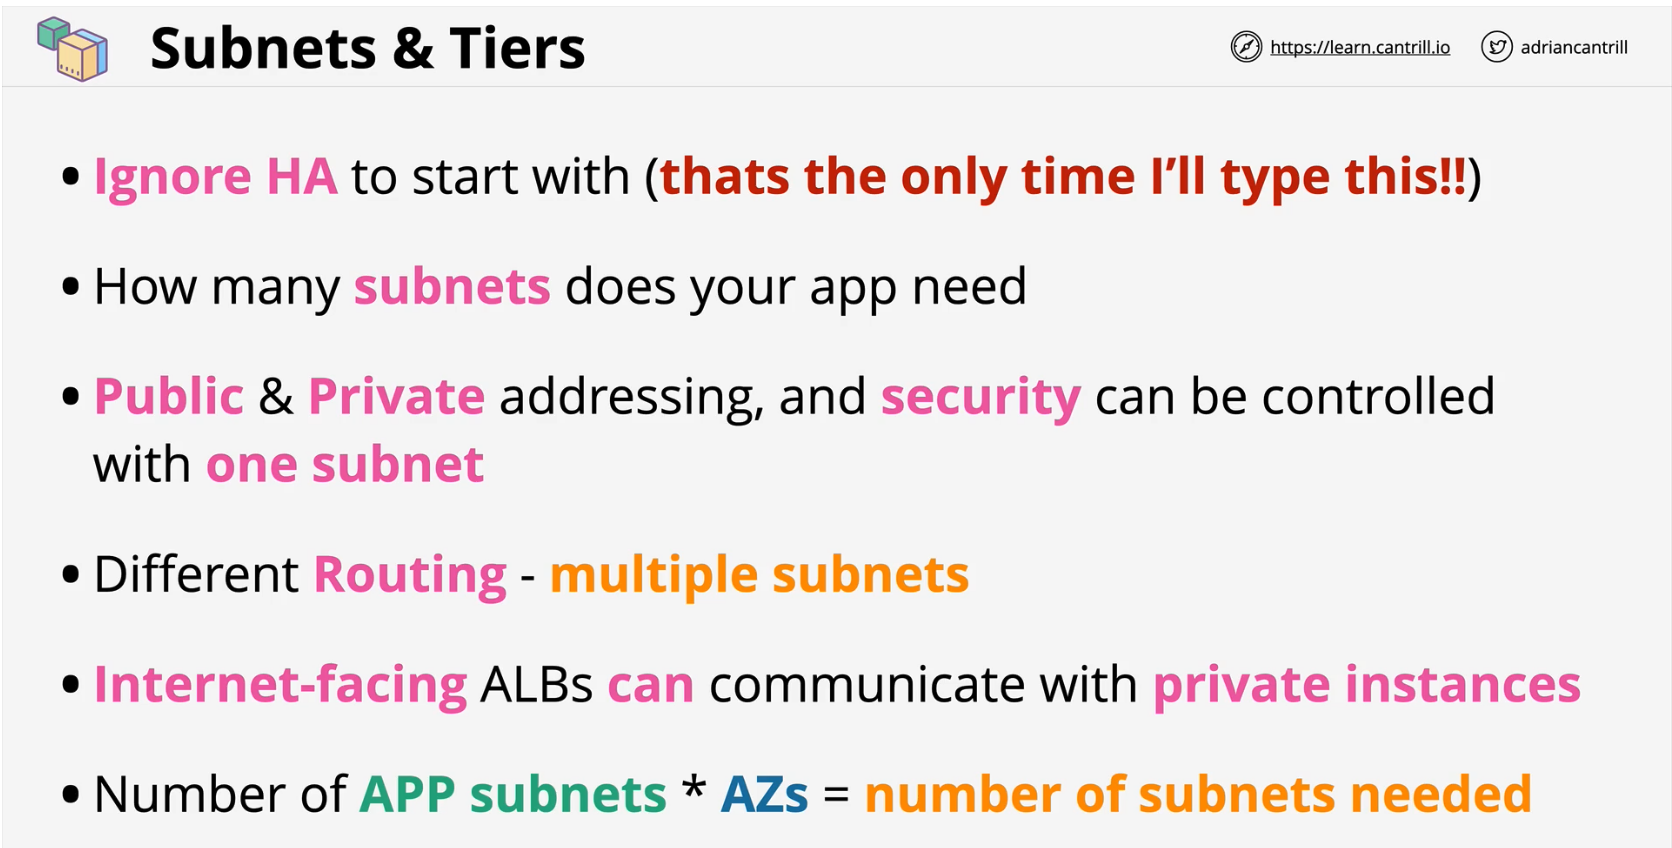 Subnets & Tiers
https://learn.cantrill.io
adriancantrill
• Ignore HA to start with (thats the only time I’ll type this!!)
• How many subnets does your app need
• Public & Private addressing, and security can be controlled
with one subnet
• Different Routing - multiple subnets
• Internet-facing ALBs can communicate with private instances
• Number of APP subnets * AZs = number of subnets needed